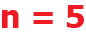 n = 5